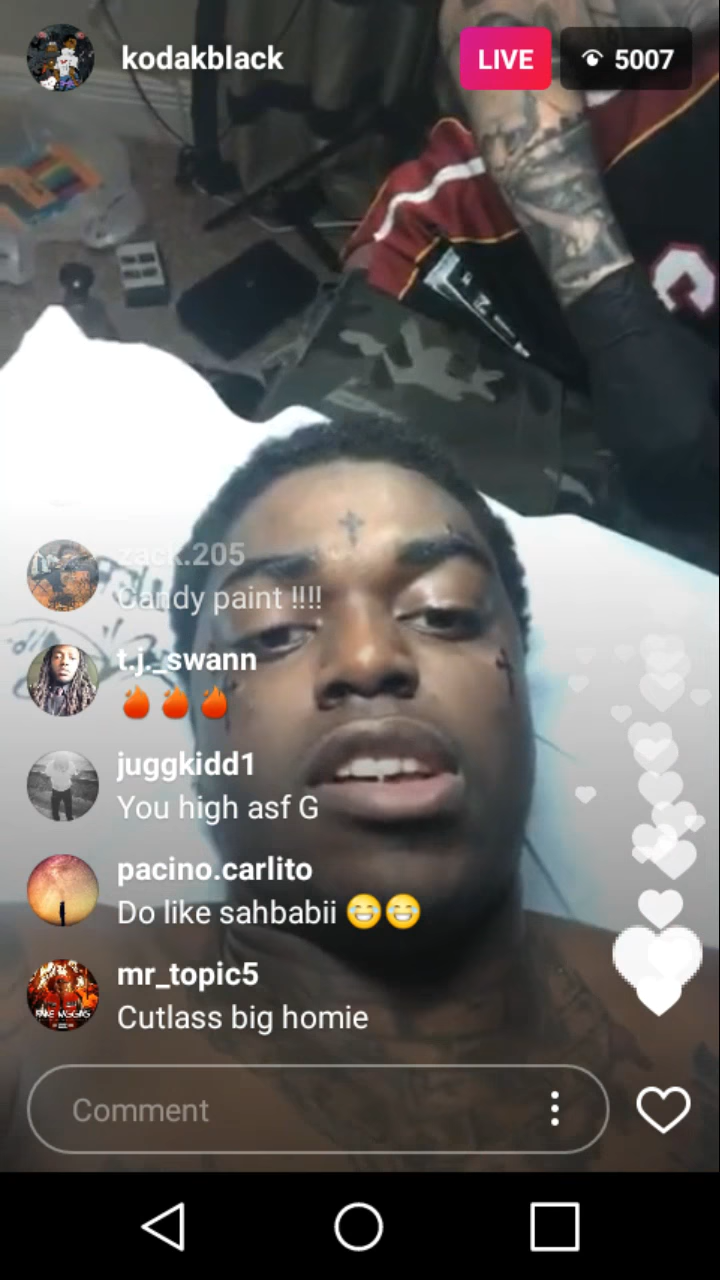 kodakblack
LIVE
5007
zack.205
Candy paint !!!!
t.j._swann
🔥🔥🔥
juggkidd1
You high asf G
pacino.carlito
Do like sahbabii 😂😂
mr_topic5
Cutlass big homie
Comment